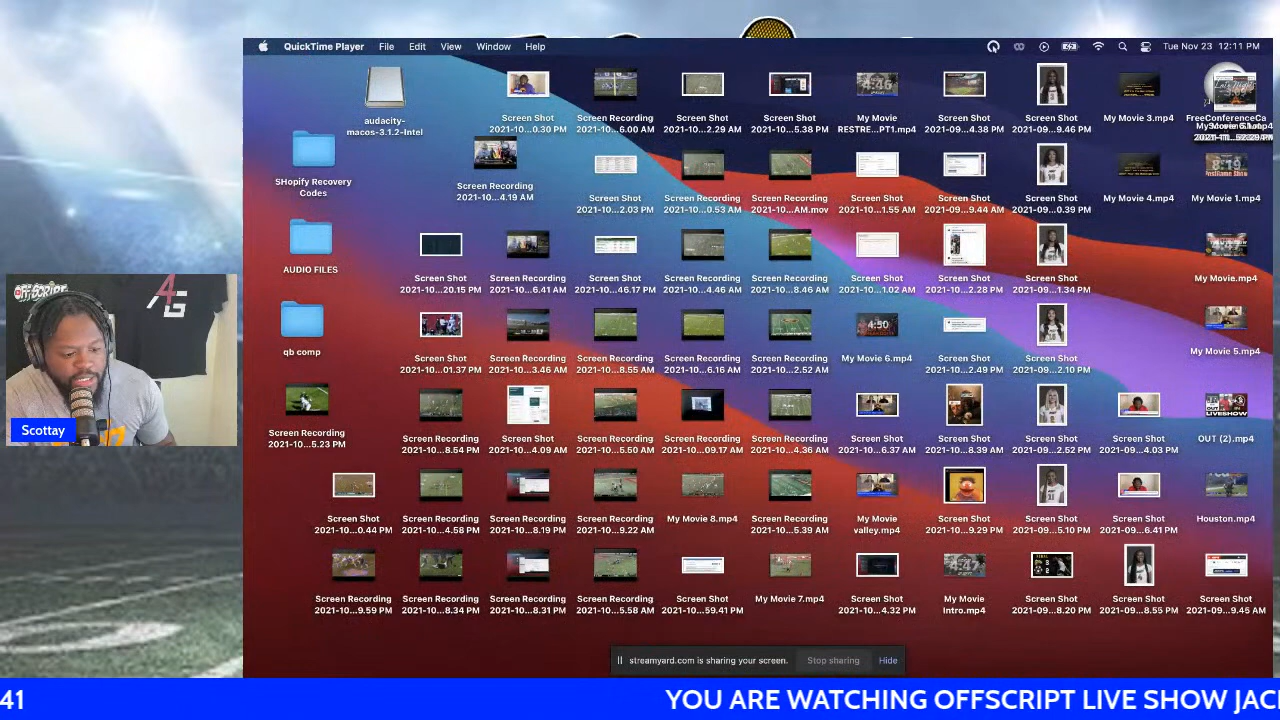 QuickTime Player File Edit View Window Help Tue Nov 23 12:11 PM
audacity-
macos-3.1.2-Intel
Screen Shot
2021-10...0.30 PM
Screen Recording
2021-10...6.00 AM
Screen Shot
2021-10...2.29 AM
Screen Shot
2021-10...5.38 PM
My Movie
RESTRE...PT1.mp4
Screen Shot
2021-09...4.38 PM
Screen Shot
2021-09...9.46 PM
My Movie 3.mp4
FreeConferenceCa
SHopify Recovery
Codes
Screen Recording
2021-10...4.19 AM
Screen Shot
2021-10...2.03 PM
Screen Recording
2021-10...0.53 AM
Screen Recording
2021-10...AM.mov
Screen Shot
2021-10...1.55 AM
Screen Shot
2021-09...9.44 AM
Screen Shot
2021-09...0.39 PM
My Movie 4.mp4
8:19
My Movie 1.mp4
AUDIO FILES
Screen Shot
2021-10...20.15 PM
Screen Recording
2021-10...6.41 AM
Screen Shot
2021-10...46.17 PM
Screen Recording
2021-10...4.46 AM
Screen Recording
2021-10...8.46 AM
Screen Shot
2021-10...1.02 AM
Screen Shot
2021-09...2.28 PM
Screen Shot
2021-09...1.34 PM
My Movie.mp4
qb comp
Screen Shot
2021-10...01.37 PM
Screen Recording
2021-10...3.46 AM
Screen Recording
2021-10...8.55 AM
Screen Recording
2021-10...6.16 AM
Screen Recording
2021-10...2.52 AM
4:50
My Movie 6.mp4
Screen Shot
2021-09...2.49 PM
Screen Shot
2021-09...2.10 PM
My Movie 5.mp4
Screen Recording
2021-10...5.23 PM
Screen Recording
2021-10...8.54 PM
Screen Shot
2021-10...4.09 AM
Screen Recording
2021-10...5.50 AM
Screen Recording
2021-10...09.17 AM
Screen Recording
2021-10...4.36 AM
Screen Shot
2021-10...6.37 AM
Screen Shot
2021-10...8.39 AM
Screen Shot
2021-09...2.52 PM
Screen Shot
2021-09...4.03 PM
OUT (2).mp4
Screen Shot
2021-10...0.44 PM
Screen Recording
2021-10...4.58 PM
Screen Recording
2021-10...8.19 PM
Screen Recording
2021-10...9.22 AM
My Movie 8.mp4
Screen Recording
2021-10...5.39 AM
My Movie
valley.mp4
Screen Shot
2021-10...9.29 PM
Screen Shot
2021-09...5.10 PM
Screen Shot
2021-09...6.41 PM
Houston.mp4
Screen Recording
2021-10...9.59 PM
Screen Recording
2021-10...8.34 PM
Screen Recording
2021-10...8.31 PM
Screen Recording
2021-10...5.58 AM
Screen Shot
2021-10...59.41 PM
My Movie 7.mp4
Screen Shot
2021-10...4.32 PM
My Movie
Intro.mp4
Screen Shot
2021-09...8.20 PM
Screen Shot
2021-09...8.55 PM
Screen Shot
2021-09...9.45 AM
Scottay
streamyard.com is sharing your screen. Stop sharing Hide
41 YOU ARE WATCHING OFFSCRIPT LIVE SHOW JAC